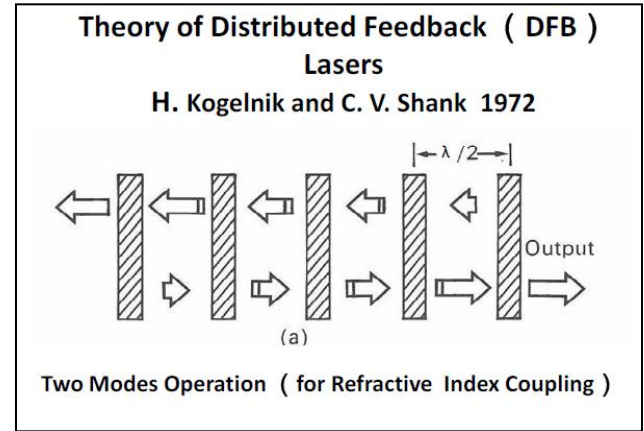 Theory of Distributed Feedback ( DFB )
Lasers
H. Kogelnik and C. V. Shank 1972
λ /2
Output
(a)
Two Modes Operation ( for Refractive Index Coupling )